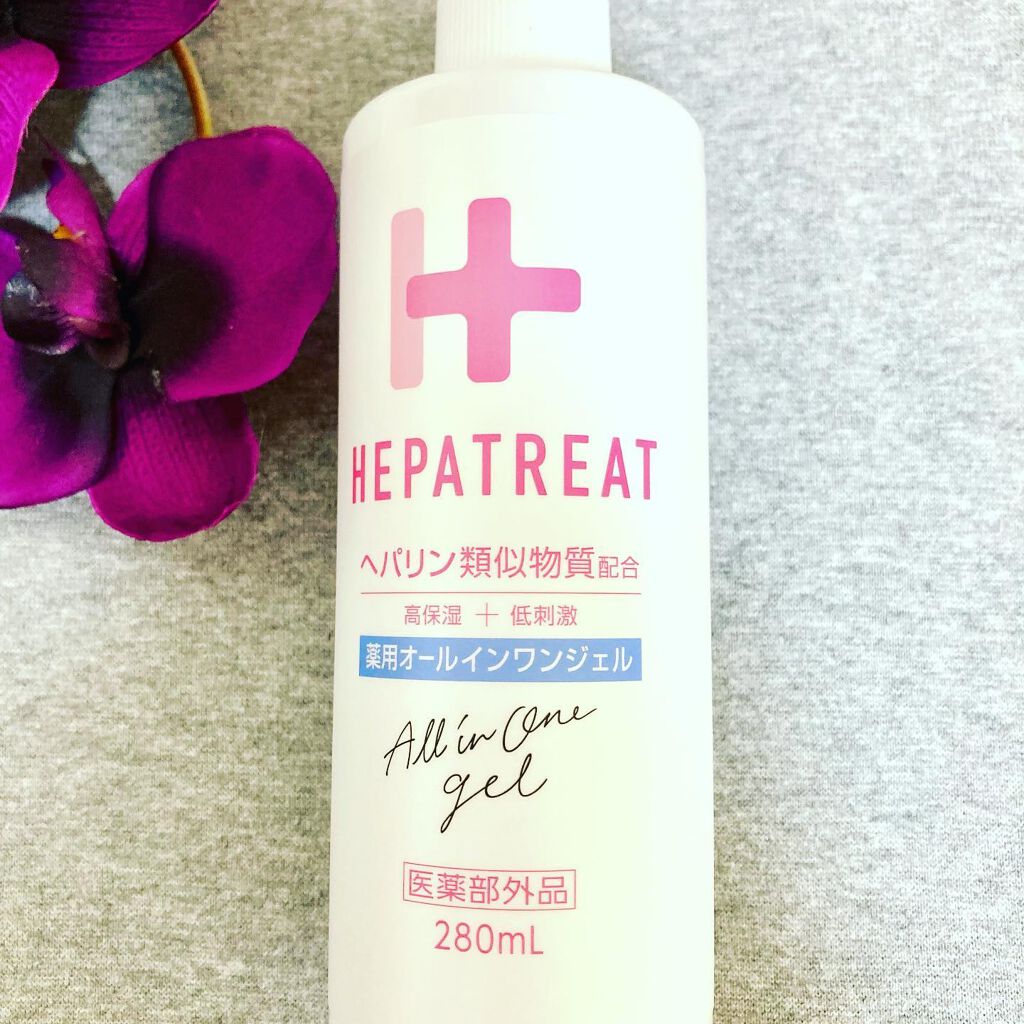 HEPATREAT
ヘパリン類似物質配合
高保湿 + 低刺激
薬用オールインワンジェル
All in One
gel
医薬部外品
280mL